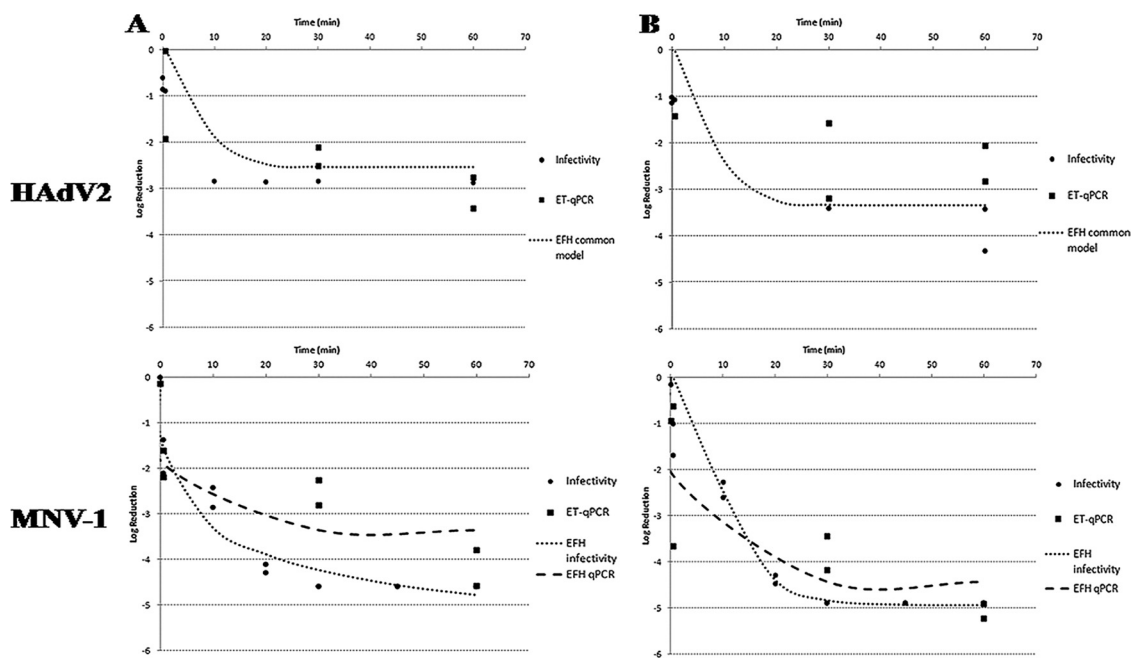 A
B
Time (min)
0 10 20 30 40 50 60 70
0
-1
-2
-3
-4
-5
-6
Log Reduction
HAdV2
Infectivity
ET-qPCR
EFH common
model
Time (min)
0 10 20 30 40 50 60 70
0
-1
-2
-3
-4
-5
-6
Log Reduction
Infectivity
ET-qPCR
EFH common
model
Time (min)
0 10 20 30 40 50 60 70
0
-1
-2
-3
-4
-5
-6
Log Reduction
MNV-1
Infectivity
ET-qPCR
EFH
infectivity
EFH qPCR
Time (min)
0 10 20 30 40 50 60 70
0
-1
-2
-3
-4
-5
-6
Log Reduction
Infectivity
ET-qPCR
EFH
infectivity
EFH qPCR